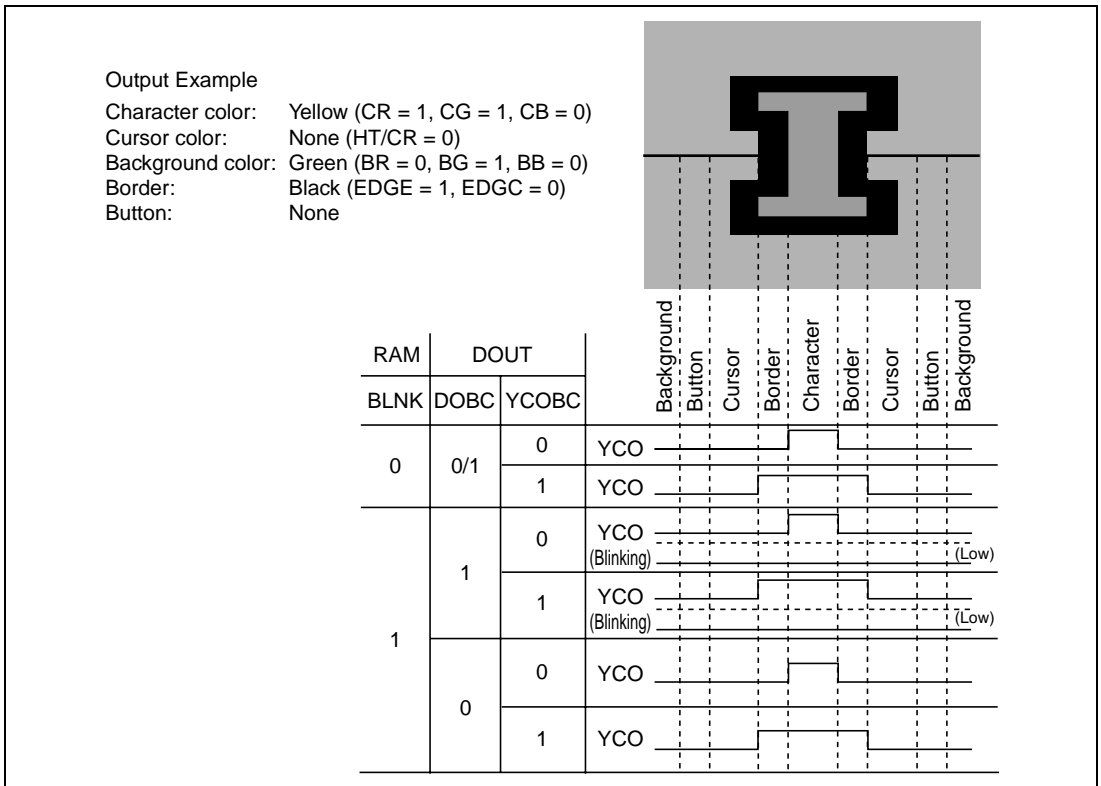 Output Example
Character color: Yellow (CR = 1, CG = 1, CB = 0)
Cursor color: None (HT/CR = 0)
Background color: Green (BR = 0, BG = 1, BB = 0)
Border: Black (EDGE = 1, EDGC = 0)
Button: None
Background
Button
Cursor
Border
Character
Border
Cursor
Button
Background
RAM DOUT
BLNK DOBC YCOBC
0 0/1 0 YCO
1 YCO
1 1 0 YCO
(Blinking) (Low)
1 YCO
(Blinking) (Low)
0 0 YCO
1 YCO